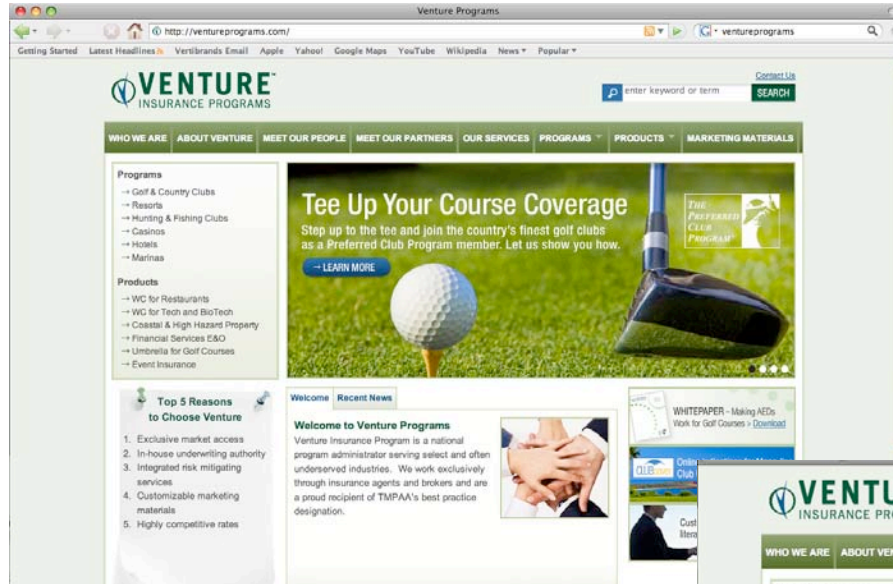 Venture Programs
http://ventureprograms.com/
ventureprograms
Getting Started Latest Headlines Vertibrands Email Apple Yahoo! Google Maps YouTube Wikipedia News Popular
VENTURE
INSURANCE PROGRAMS
Contact Us
enter keyword or term SEARCH
WHO WE ARE ABOUT VENTURE MEET OUR PEOPLE MEET OUR PARTNERS OUR SERVICES PROGRAMS PRODUCTS MARKETING MATERIALS
Programs
→ Golf & Country Clubs
→ Resorts
→ Hunting & Fishing Clubs
→ Casinos
→ Hotels
→ Marinas
Products
→ WC for Restaurants
→ WC for Tech and BioTech
→ Coastal & High Hazard Property
→ Financial Services E&O
→ Umbrella for Golf Courses
→ Event Insurance
Tee Up Your Course Coverage
Step up to the tee and join the country's finest golf clubs
as a Preferred Club Program member. Let us show you how.
→ LEARN MORE
THE
PREFERRED
CLUB
PROGRAM
Top 5 Reasons
to Choose Venture
1. Exclusive market access
2. In-house underwriting authority
3. Integrated risk mitigating
services
4. Customizable marketing
materials
5. Highly competitive rates
Welcome Recent News
Welcome to Venture Programs
Venture Insurance Program is a national
program administrator serving select and often
underserved industries. We work exclusively
through insurance agents and brokers and are
a proud recipient of TMPAA's best practice
designation.
WHITEPAPER - Making AEDs
Work for Golf Courses > Download
Club
Cust
litera
VENTU
INSURANCE PRO
WHO WE ARE ABOUT VEN